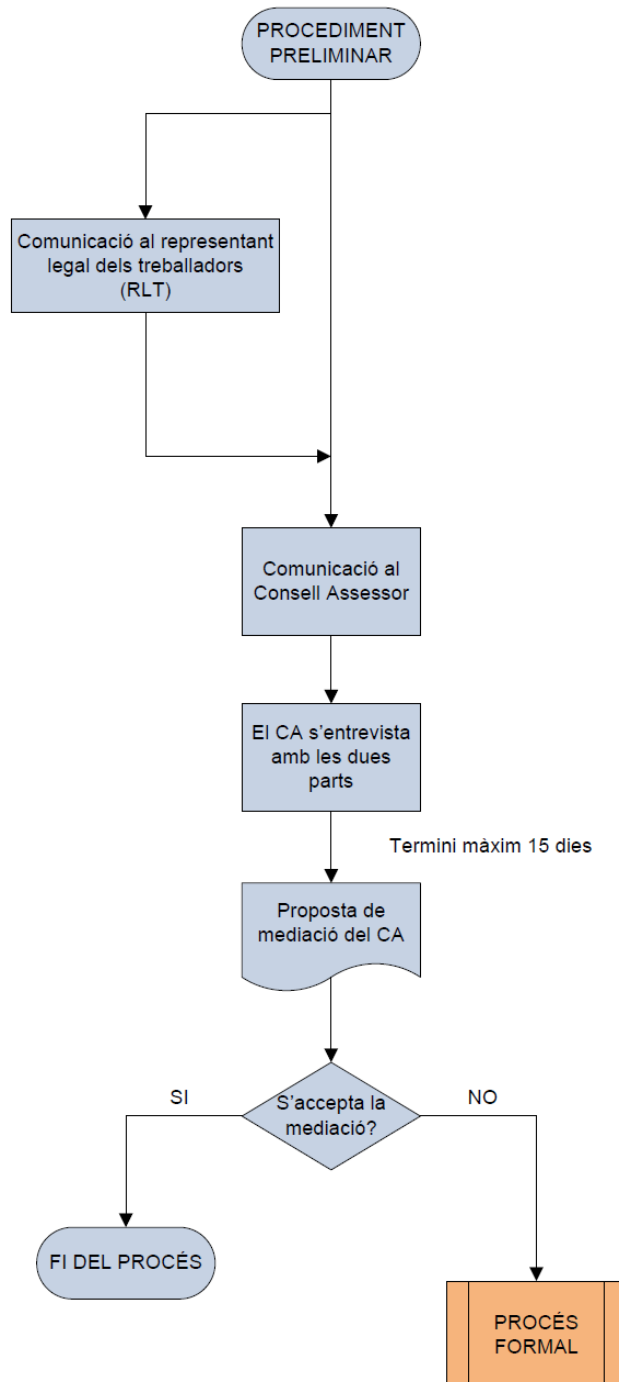 PROCEDIMENT
PRELIMINAR
Comunicació al representant
legal dels treballadors
(RLT)
Comunicació al
Consell Assessor
El CA s'entrevista
amb les dues
parts
Termini màxim 15 dies
Proposta de
mediació del CA
S'accepta la
mediació?
SI
NO
FI DEL PROCÉS
PROCÉS
FORMAL